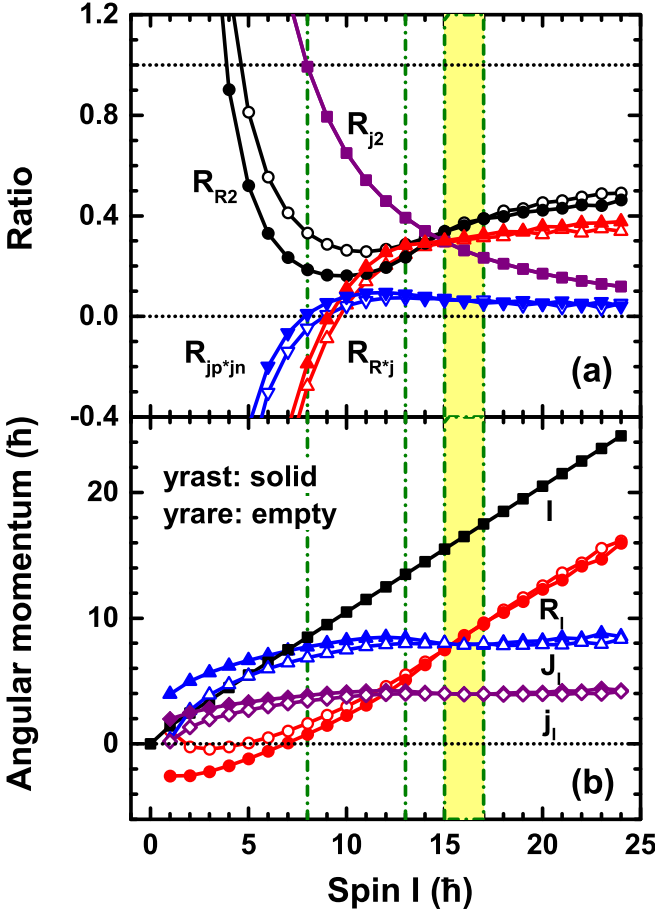 1.2
0.8
0.4
0.0
-0.4
Ratio
R_R2
R_j2
R_jp*jn
R_R*j
(a)
20
10
0
Angular momentum (ħ)
yrast: solid
yrare: empty
I
R_I
J_I
j_I
(b)
0 5 10 15 20 25
Spin I (ħ)